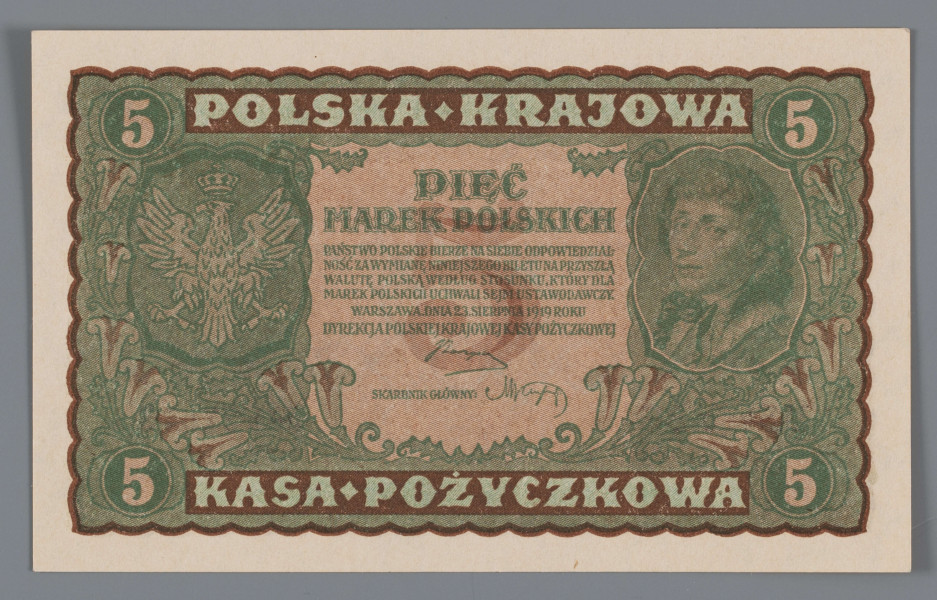 5 POLSKA ◆ KRAJOWA 5
PIĘĆ
MAREK POLSKICH
PAŃSTWO POLSKIE BIERZE NA SIEBIE ODPOWIEDZIAL-
NOŚĆ ZA WYMIANĘ NINIEJSZEGO BILETU NA PRZYSZŁĄ
WALUTĘ POLSKĄ WEDŁUG STOSUNKU, KTÓRY DLA
MAREK POLSKICH UCHWALI SEJM USTAWODAWCZY.
WARSZAWA, DNIA 23. SIERPNIA 1919 ROKU
DYREKCJA POLSKIEJ KRAJOWEJ KASY POŻYCZKOWEJ
SKARBNIK GŁÓWNY:
5 KASA ◆ POŻYCZKOWA 5